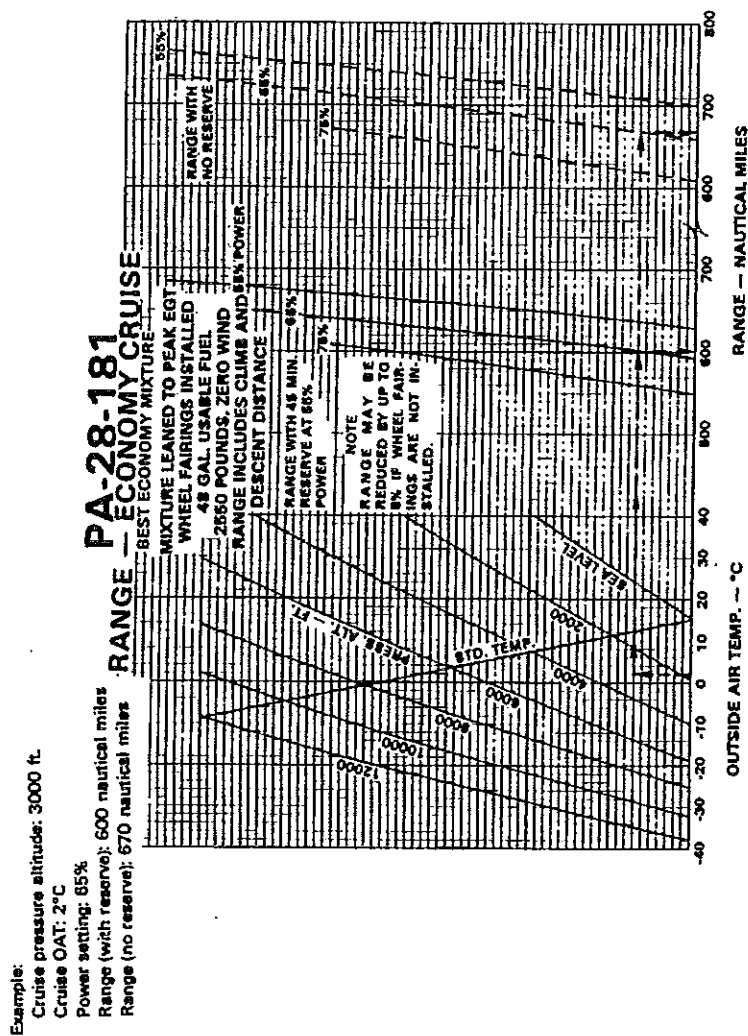 Example:
Cruise pressure altitude: 3000 ft.
Cruise OAT: 2°C
Power setting: 65%
Range (with reserve): 600 nautical miles
Range (no reserve): 670 nautical miles
PA-28-181
RANGE — ECONOMY CRUISE
BEST ECONOMY MIXTURE
MIXTURE LEANED TO PEAK EGT
WHEEL FAIRINGS INSTALLED
48 GAL. USABLE FUEL
2550 POUNDS, ZERO WIND
RANGE INCLUDES CLIMB AND
DESCENT DISTANCE
55% POWER
65%
75%
RANGE WITH 45 MIN.
RESERVE AT 55%
POWER
NOTE
RANGE MAY BE
REDUCED BY UP TO
8% IF WHEEL FAIR-
INGS ARE NOT IN-
STALLED.
RANGE WITH
NO RESERVE
55%
65%
75%
PRESS ALT — FT.
STD. TEMP.
12000
10000
8000
6000
4000
2000
SEA LEVEL
-40 -30 -20 -10 0 10 20 30 40 500 600 700 600 700 800
OUTSIDE AIR TEMP. — °C
RANGE — NAUTICAL MILES